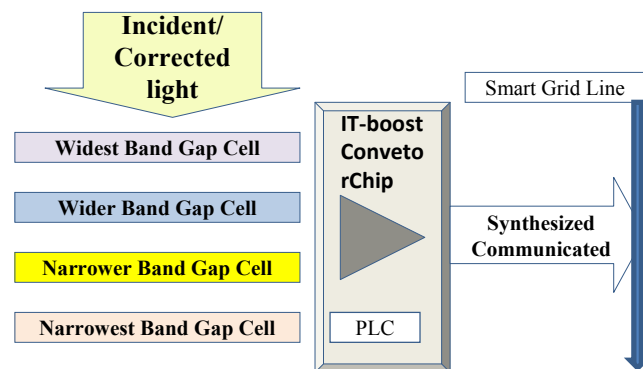 Incident/
Corrected
light
Widest Band Gap Cell
Wider Band Gap Cell
Narrower Band Gap Cell
Narrowest Band Gap Cell
IT-boost
Conveto
rChip
PLC
Smart Grid Line
Synthesized
Communicated